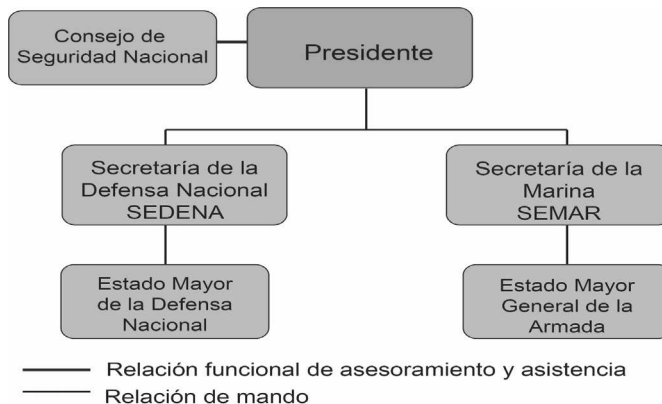 Consejo de
Seguridad Nacional
Presidente
Secretaría de la
Defensa Nacional
SEDENA
Secretaría de la
Marina
SEMAR
Estado Mayor
de la Defensa
Nacional
Estado Mayor
General de la
Armada
Relación funcional de asesoramiento y asistencia
Relación de mando